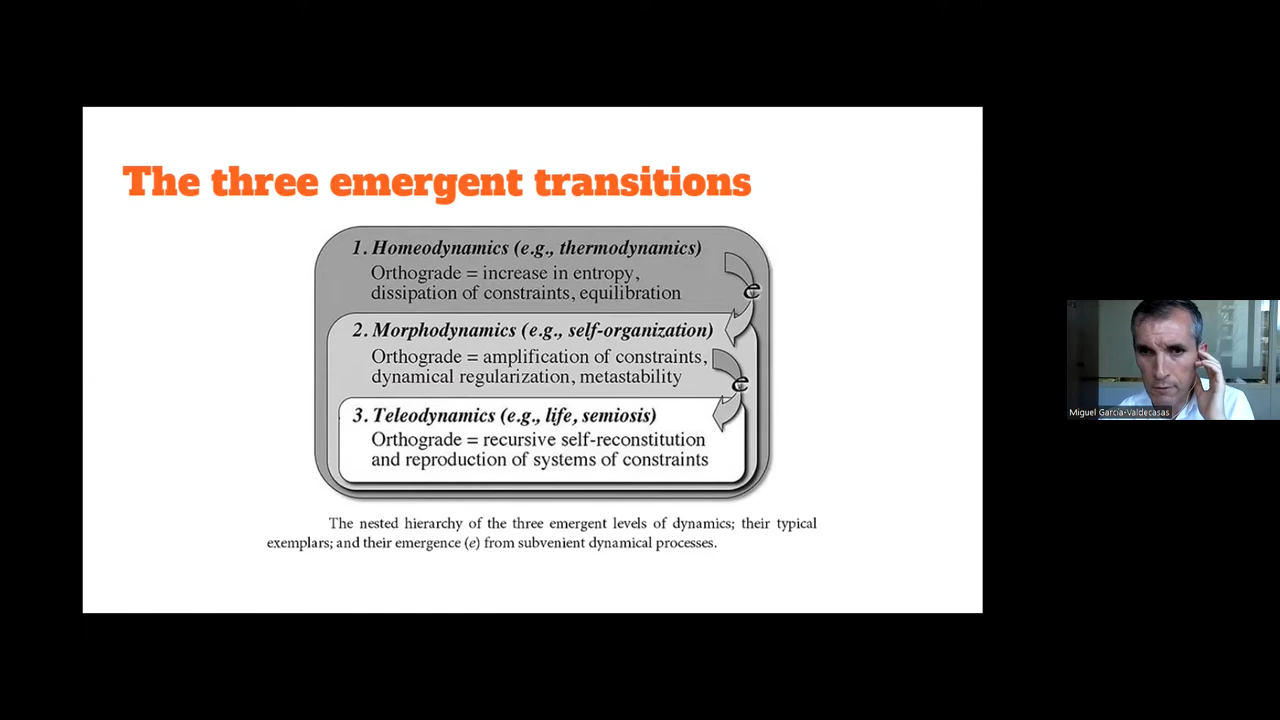 The three emergent transitions
1. Homeodynamics (e.g., thermodynamics)
Orthograde = increase in entropy,
dissipation of constraints, equilibration
e
2. Morphodynamics (e.g., self-organization)
Orthograde = amplification of constraints,
dynamical regularization, metastability
e
3. Teleodynamics (e.g., life, semiosis)
Orthograde = recursive self-reconstitution
and reproduction of systems of constraints
The nested hierarchy of the three emergent levels of dynamics; their typical
exemplars; and their emergence (e) from subvenient dynamical processes.
Miguel García-Valdecasas